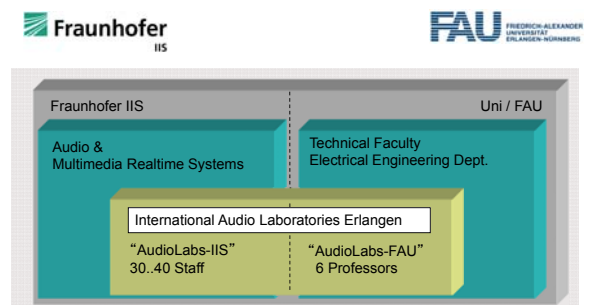 Fraunhofer
IIS
FAU
FRIEDRICH-ALEXANDER
UNIVERSITÄT
ERLANGEN-NÜRNBERG
Fraunhofer IIS
Uni / FAU
Audio &
Multimedia Realtime Systems
Technical Faculty
Electrical Engineering Dept.
International Audio Laboratories Erlangen
“AudioLabs-IIS”
30..40 Staff
“AudioLabs-FAU”
6 Professors